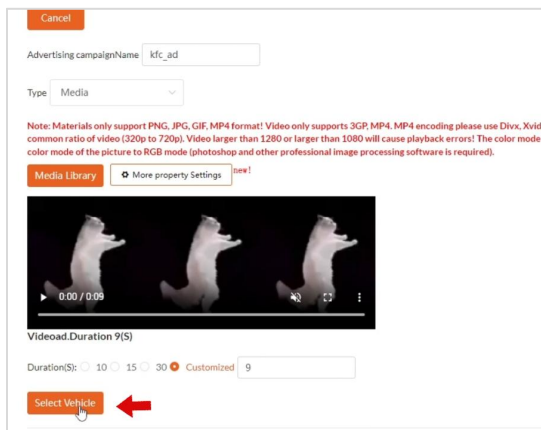 Cancel
Advertising campaignName kfc_ad
Type Media
Note: Materials only support PNG, JPG, GIF, MP4 format! Video only supports 3GP, MP4. MP4 encoding please use Divx, Xvid
common ratio of video (320p to 720p). Video larger than 1280 or larger than 1080 will cause playback errors! The color mode
color mode of the picture to RGB mode (photoshop and other professional image processing software is required).
Media Library More property Settings new!
0:00 / 0:09
Videoad.Duration 9(S)
Duration(S): 10 15 30 Customized 9
Select Vehicle